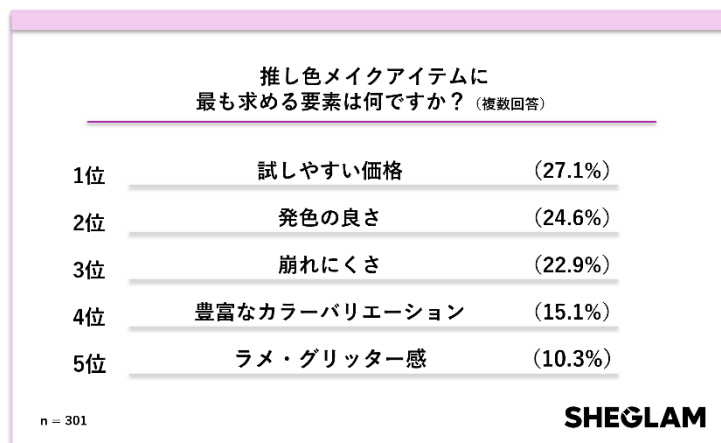 推し色メイクアイテムに
最も求める要素は何ですか？（複数回答）
1位 試しやすい価格 （27.1%）
2位 発色の良さ （24.6%）
3位 崩れにくさ （22.9%）
4位 豊富なカラーバリエーション （15.1%）
5位 ラメ・グリッター感 （10.3%）
n = 301
SHEGLAM